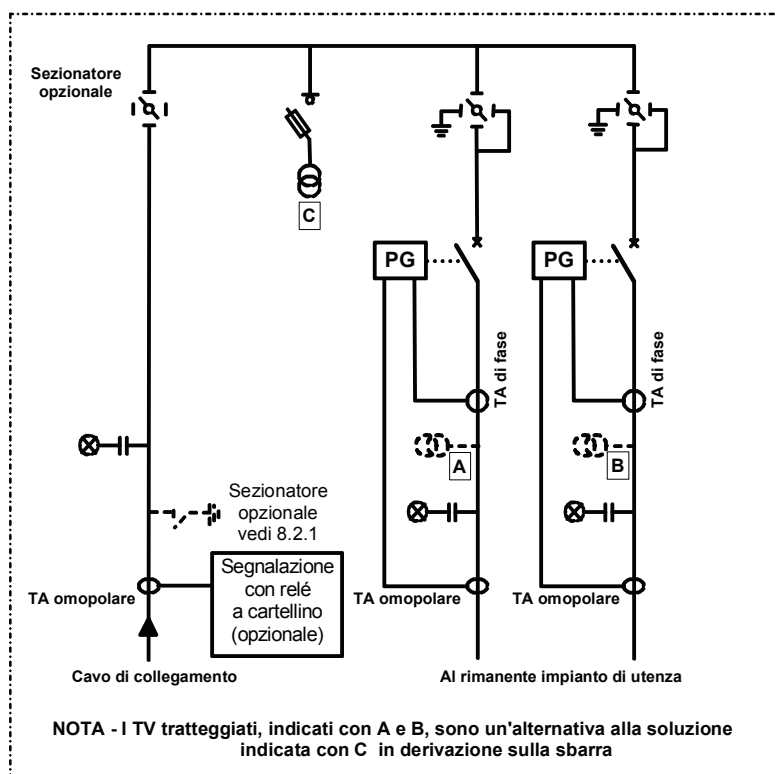 Sezionatore
opzionale
C
PG
PG
TA di fase
TA di fase
A
B
Sezionatore
opzionale
vedi 8.2.1
Segnalazione
con relé
a cartellino
(opzionale)
TA omopolare
TA omopolare
TA omopolare
Cavo di collegamento
Al rimanente impianto di utenza
NOTA - I TV tratteggiati, indicati con A e B, sono un'alternativa alla soluzione
indicata con C in derivazione sulla sbarra